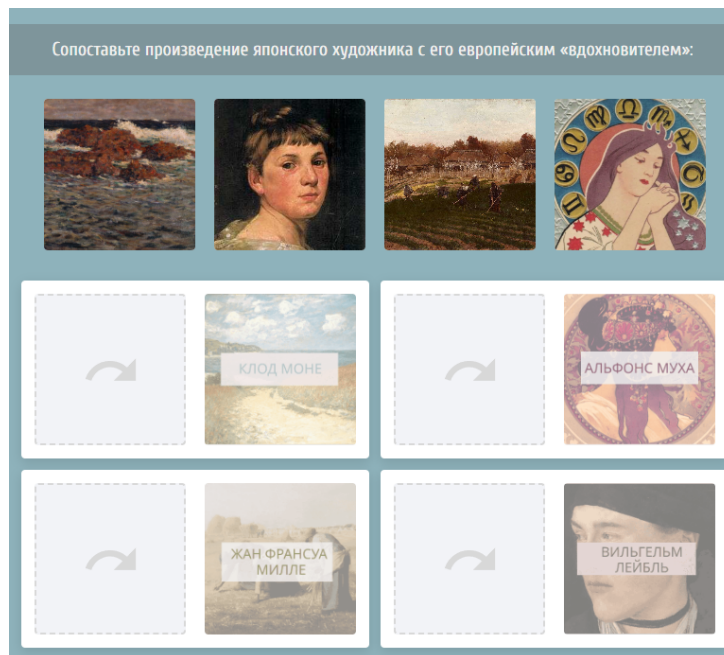 Сопоставьте произведение японского художника с его европейским «вдохновителем»:
КЛОД МОНЕ
АЛЬФОНС МУХА
ЖАН ФРАНСУА
МИЛЛЕ
ВИЛЬГЕЛЬМ
ЛЕЙБЛЬ